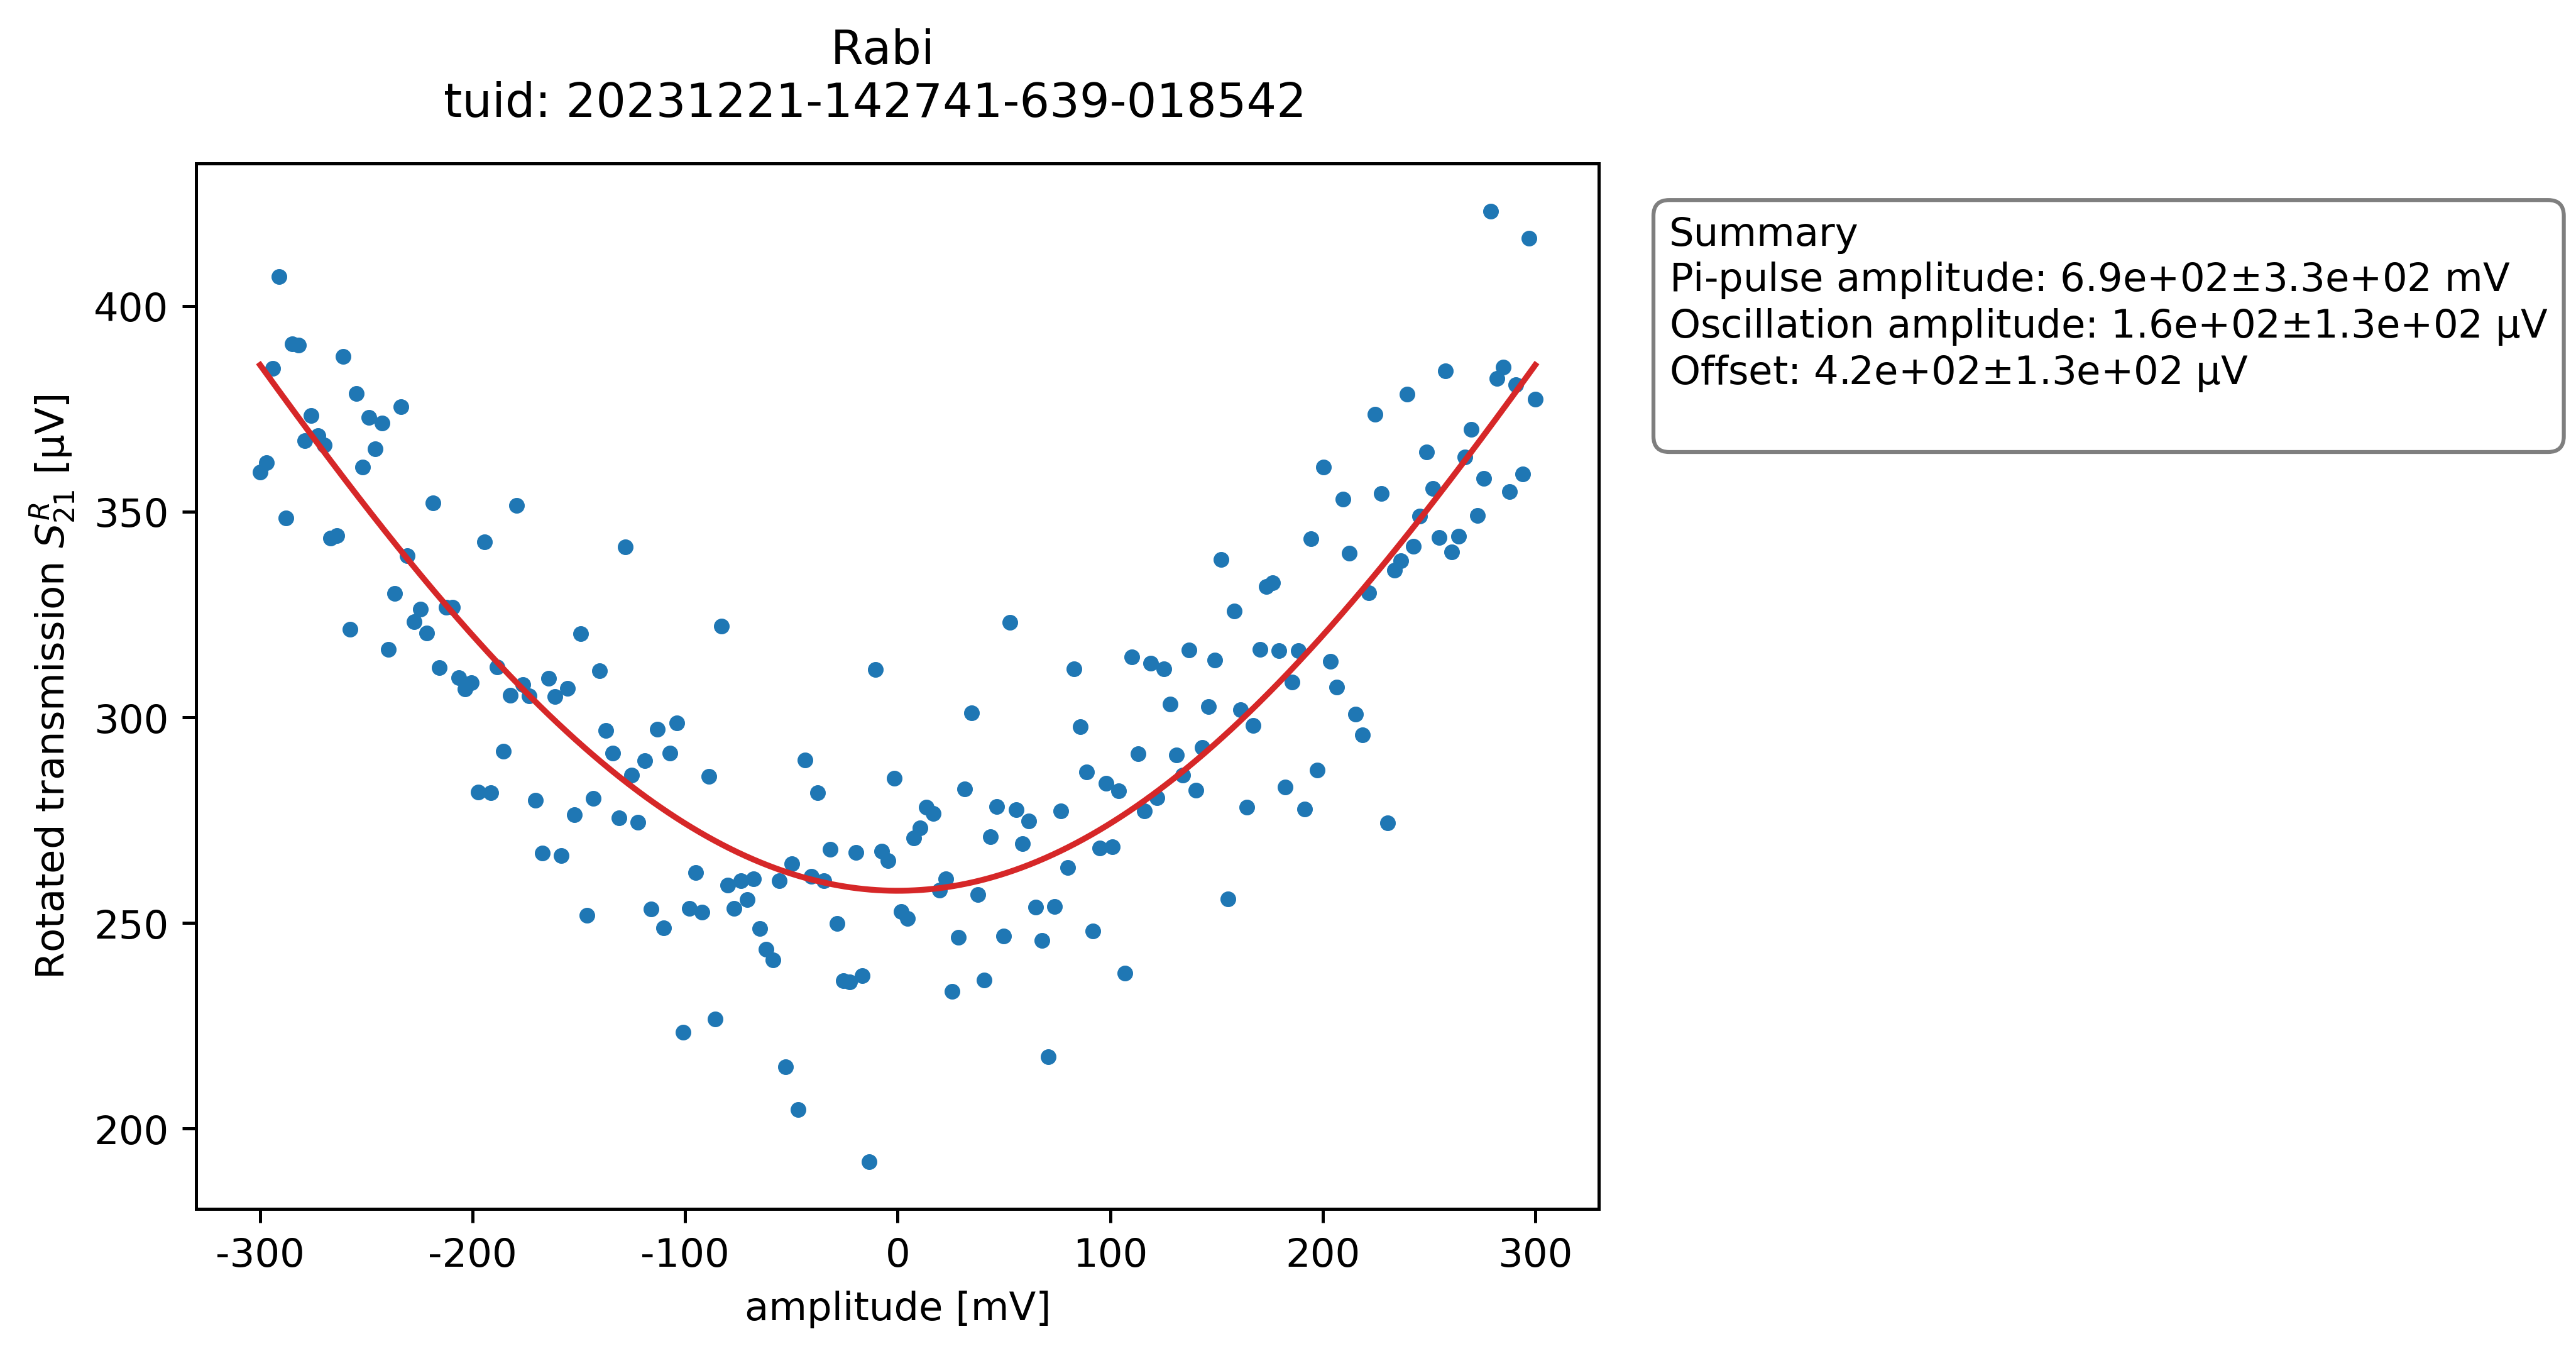 Rabi
tuid: 20231221-142741-639-018542
Rotated transmission $S_{21}^{R}$ [μV]
400
350
300
250
200
-300 -200 -100 0 100 200 300
amplitude [mV]
Summary
Pi-pulse amplitude: 6.9e+02±3.3e+02 mV
Oscillation amplitude: 1.6e+02±1.3e+02 μV
Offset: 4.2e+02±1.3e+02 μV